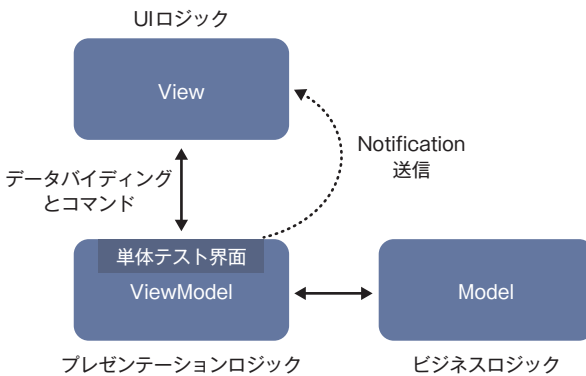 UIロジック
View
データバイディング
とコマンド
Notification
送信
単体テスト界面
ViewModel
Model
プレゼンテーションロジック
ビジネスロジック